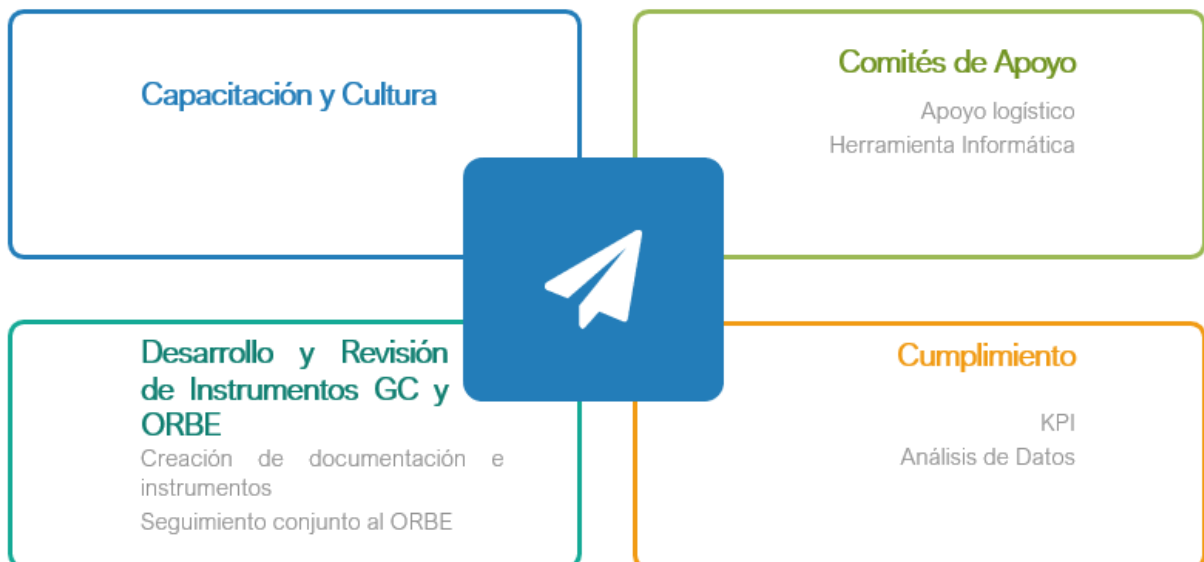 Capacitación y Cultura
Comités de Apoyo
Apoyo logístico
Herramienta Informática
Desarrollo y Revisión
de Instrumentos GC y
ORBE
Creación de documentación e
instrumentos
Seguimiento conjunto al ORBE
Cumplimiento
KPI
Análisis de Datos